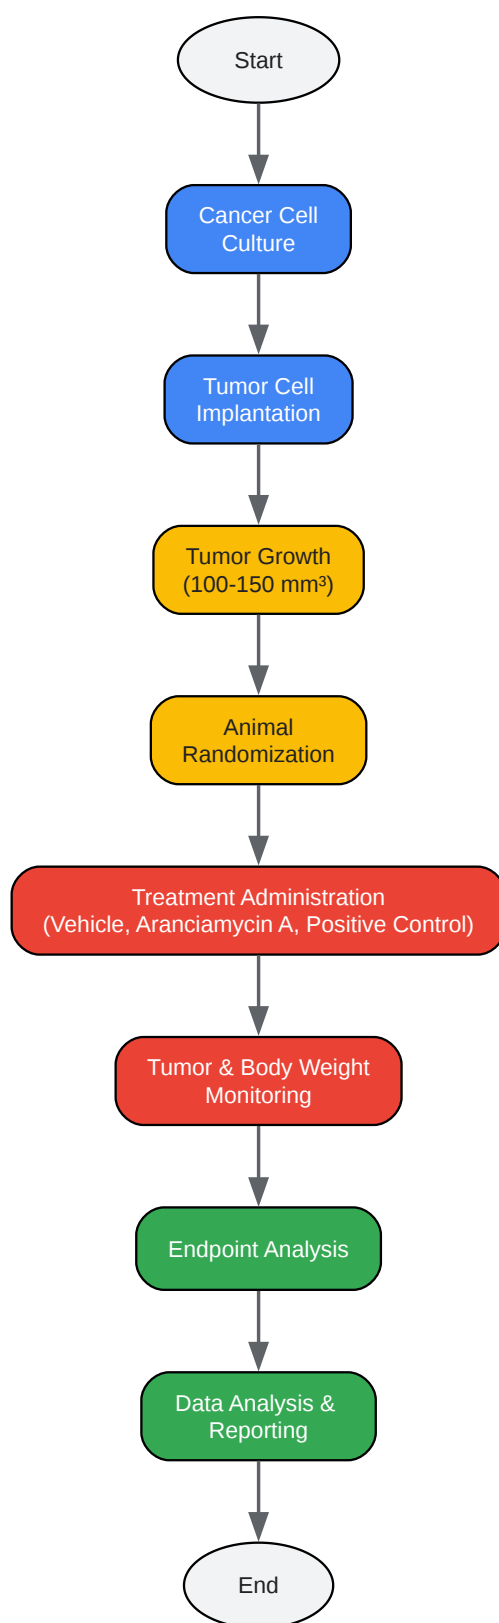 Start
Cancer Cell
Culture
Tumor Cell
Implantation
Tumor Growth
(100-150 mm³)
Animal
Randomization
Treatment Administration
(Vehicle, Aranciamycin A, Positive Control)
Tumor & Body Weight
Monitoring
Endpoint Analysis
Data Analysis &
Reporting
End